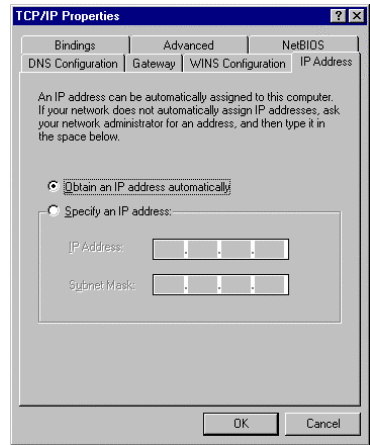 TCP/IP Properties
Bindings Advanced NetBIOS
DNS Configuration Gateway WINS Configuration IP Address
An IP address can be automatically assigned to this computer.
If your network does not automatically assign IP addresses, ask
your network administrator for an address, and then type it in
the space below.
Obtain an IP address automatically
Specify an IP address:
IP Address:
Subnet Mask:
OK Cancel